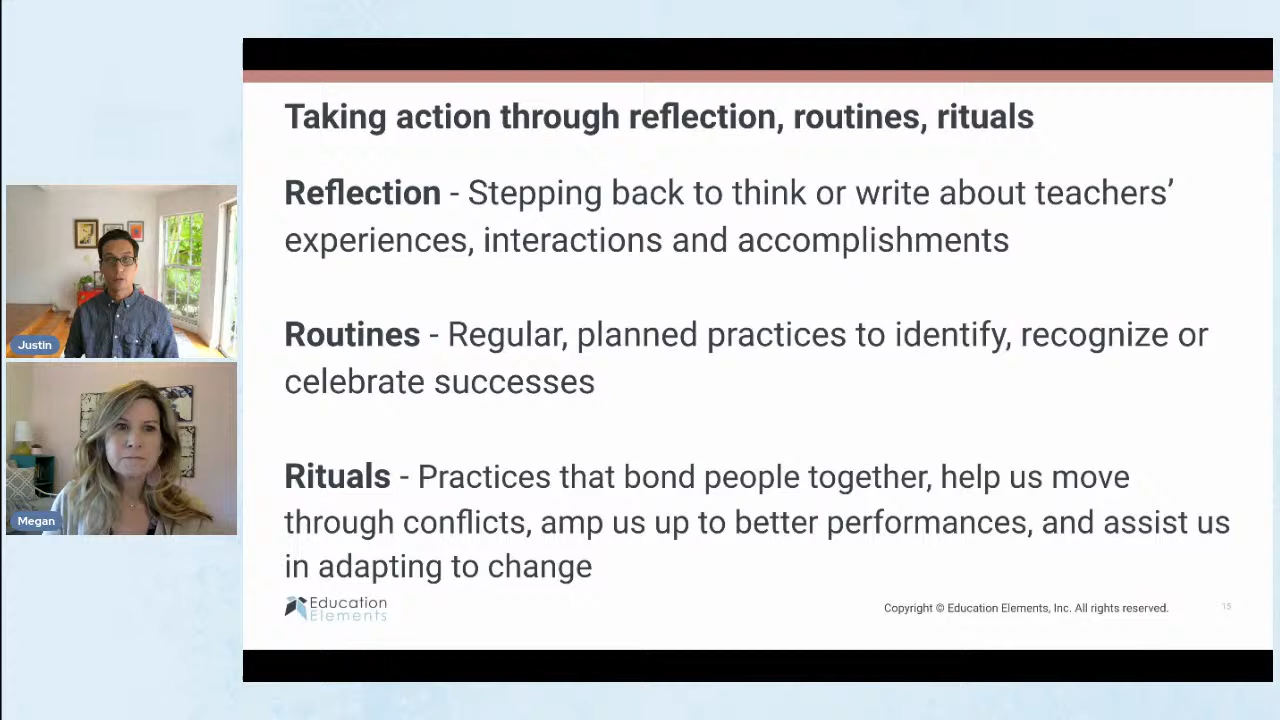 Taking action through reflection, routines, rituals
Reflection - Stepping back to think or write about teachers’
experiences, interactions and accomplishments
Routines - Regular, planned practices to identify, recognize or
celebrate successes
Rituals - Practices that bond people together, help us move
through conflicts, amp us up to better performances, and assist us
in adapting to change
Education
Elements
Copyright © Education Elements, Inc. All rights reserved.
15
Justin
Megan